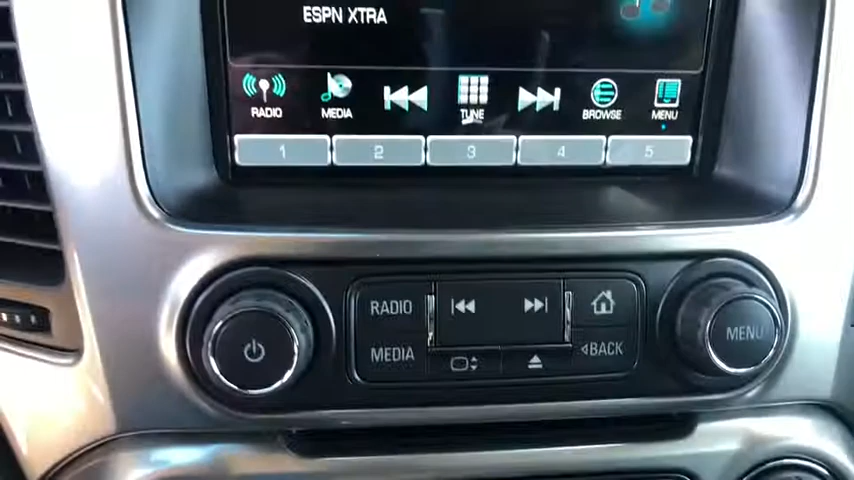 ESPN XTRA
RADIO MEDIA TUNE BROWSE MENU
1 2 3 4 5
RADIO
MENU
MEDIA BACK